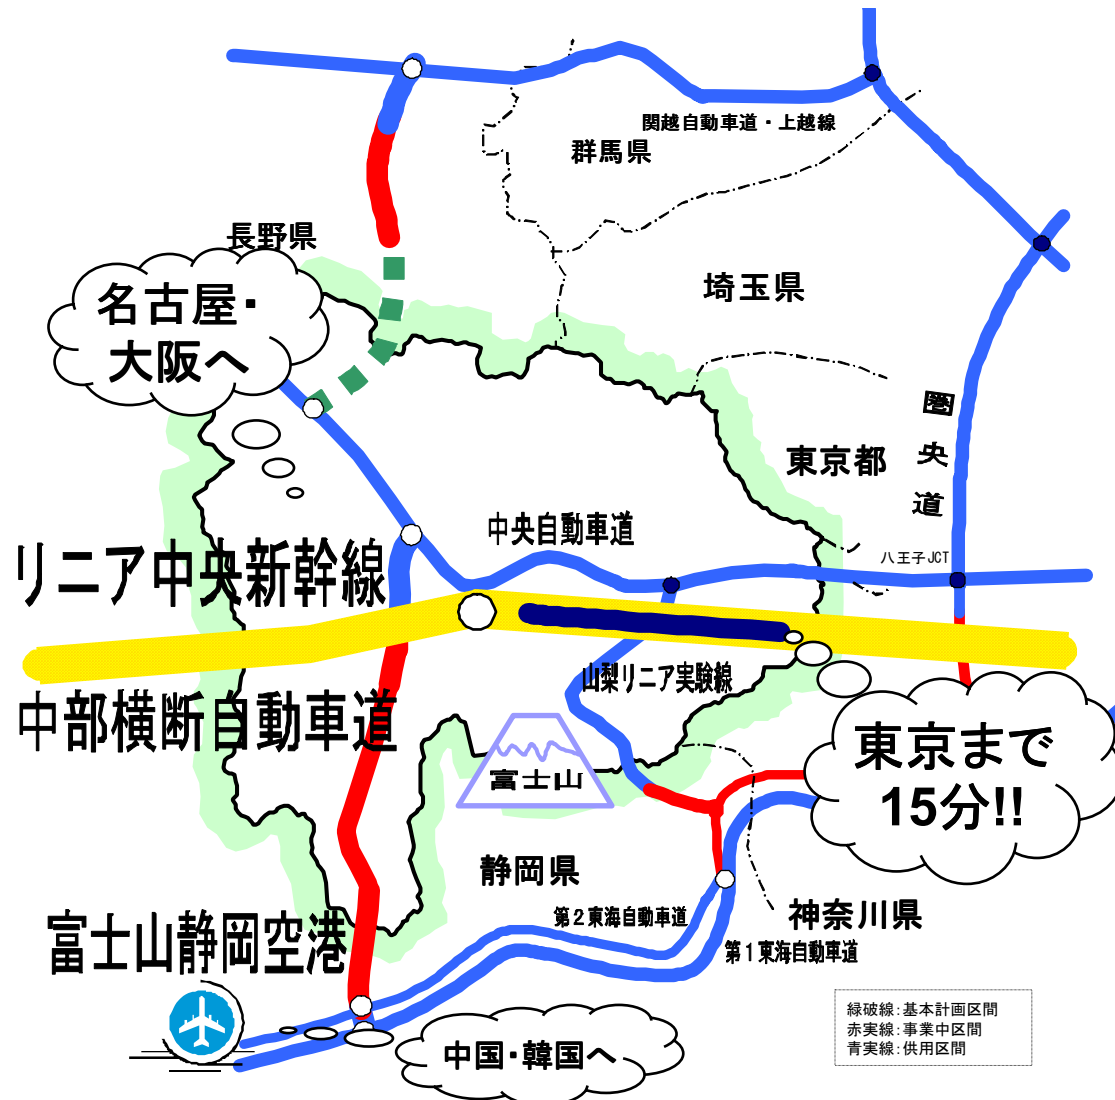 関越自動車道・上越線
群馬県
長野県
埼玉県
名古屋・
大阪へ
圏央道
東京都
中央自動車道
八王子JCT
リニア中央新幹線
山梨リニア実験線
中部横断自動車道
東京まで
15分!!
富士山
静岡県
第2東海自動車道
神奈川県
富士山静岡空港
第1東海自動車道
中国・韓国へ
緑破線:基本計画区間
赤実線:事業中区間
青実線:供用区間